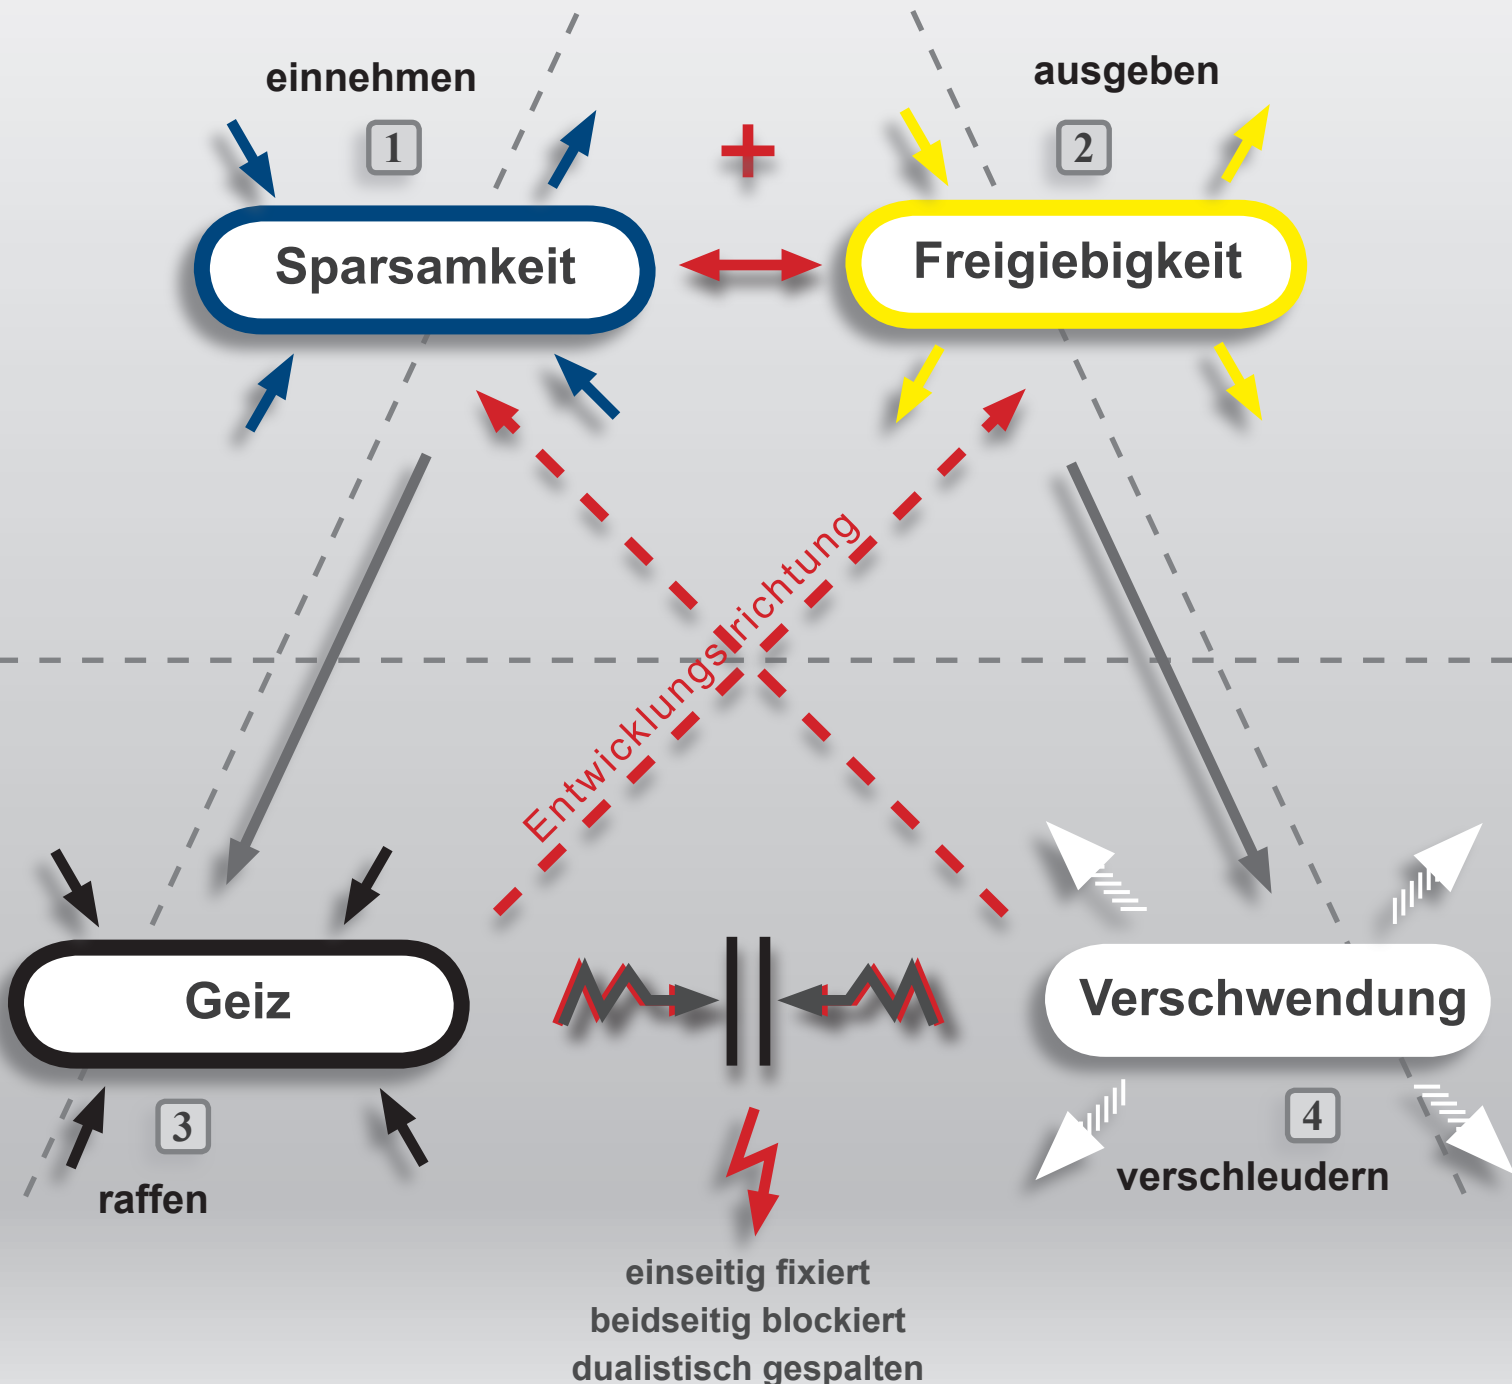 einnehmen
ausgeben
1
+
2
Sparsamkeit
Freigiebigkeit
Entwicklungsrichtung
Geiz
Verschwendung
3
4
raffen
verschleudern
einseitig fixiert
beidseitig blockiert
dualistisch gespalten